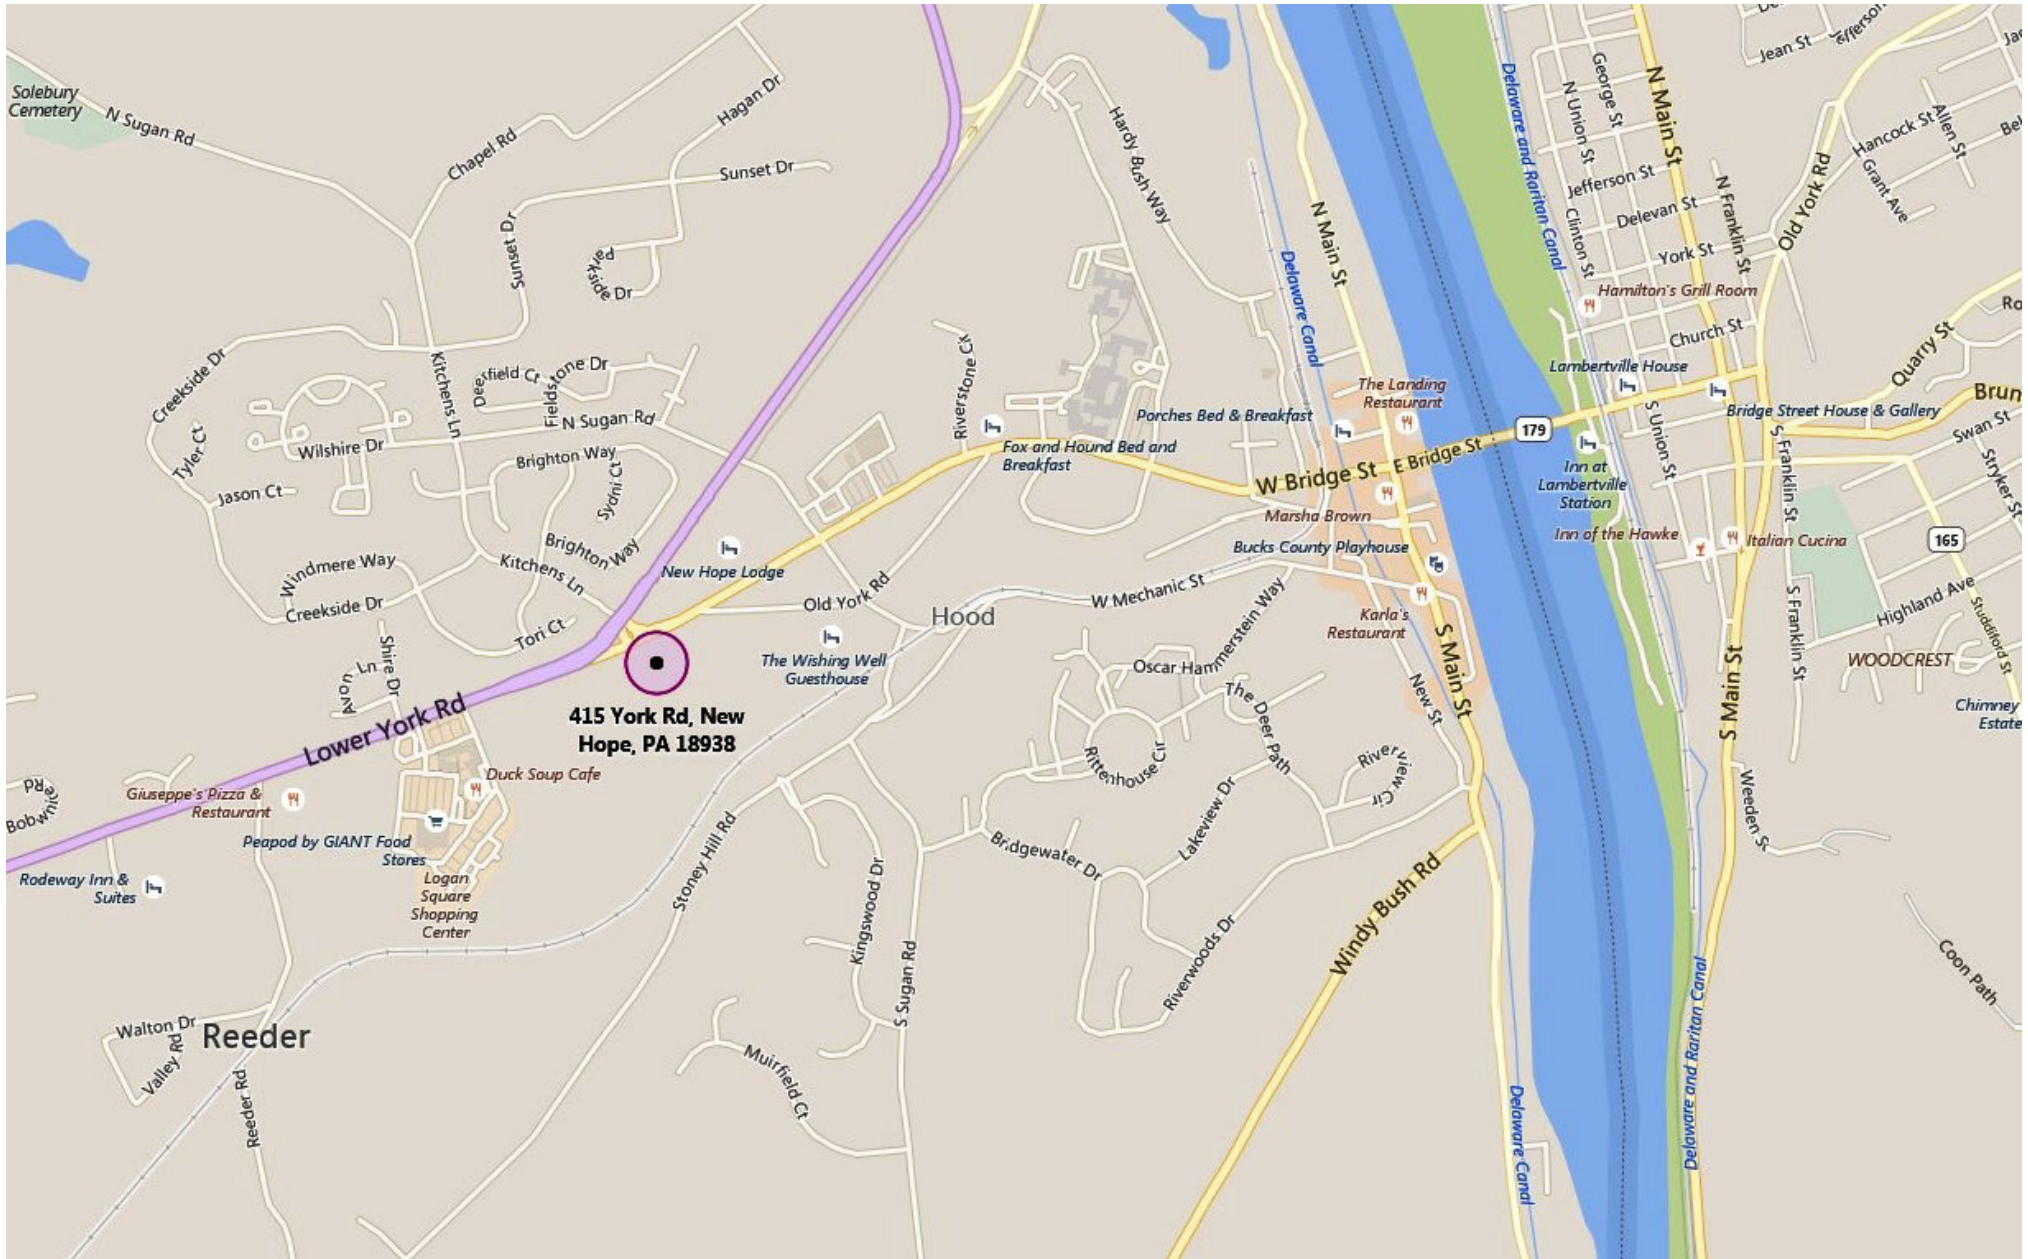 Solebury
Cemetery
N Sugan Rd
Chapel Rd
Hagan Dr
Sunset Dr
Sunset Dr
Parkside Dr
Hardy Bush Way
Delaware Canal
N Main St
Delaware and Raritan Canal
N Union St
George St
N Main St
Jean St
Jefferson St
Delevan St
Clinton St
York St
N Franklin St
Old York Rd
Hancock St
Allen St
Grant Ave
Hamilton's Grill Room
Church St
Quarry St
Creekside Dr
Tyler Ct
Jason Ct
Wilshire Dr
Kitchens Ln
Deerfield Ct
Fieldstone Dr
N Sugan Rd
Brighton Way
Sydni Ct
Brighton Way
Riverstone Ck
Fox and Hound Bed and
Breakfast
Porches Bed & Breakfast
The Landing
Restaurant
W Bridge St
E Bridge St
179
Lambertville House
Bridge Street House & Gallery
S Union St
S Franklin St
Swan St
Stryker St
Inn at
Lambertville
Station
Marsha Brown
Bucks County Playhouse
Inn of the Hawke
Italian Cucina
165
Windmere Way
Creekside Dr
Kitchens Ln
Tori Ct
New Hope Lodge
Old York Rd
Hood
W Mechanic St
The Wishing Well
Guesthouse
Karla's
Restaurant
S Main St
S Franklin St
Highland Ave
Studdiford St
WOODCREST
Chimney
Estate
Shire Dr
Avon Ln
Lower York Rd
415 York Rd, New
Hope, PA 18938
Oscar Hammerstein Way
The Deer Path
Rittenhouse Cir
Riverview Cir
New St
S Main St
Weeden St
Bobwhite Rd
Giuseppe's Pizza &
Restaurant
Duck Soup Cafe
Peapod by GIANT Food
Stores
Rodeway Inn &
Suites
Logan
Square
Shopping
Center
Stoney Hill Rd
Kingswood Dr
S Sugan Rd
Bridgewater Dr
Lakeview Dr
Riverwoods Dr
Windy Bush Rd
Coon Path
Walton Dr
Valley Rd
Reeder
Reeder Rd
Muirfield Ct
Delaware Canal
Delaware and Raritan Canal